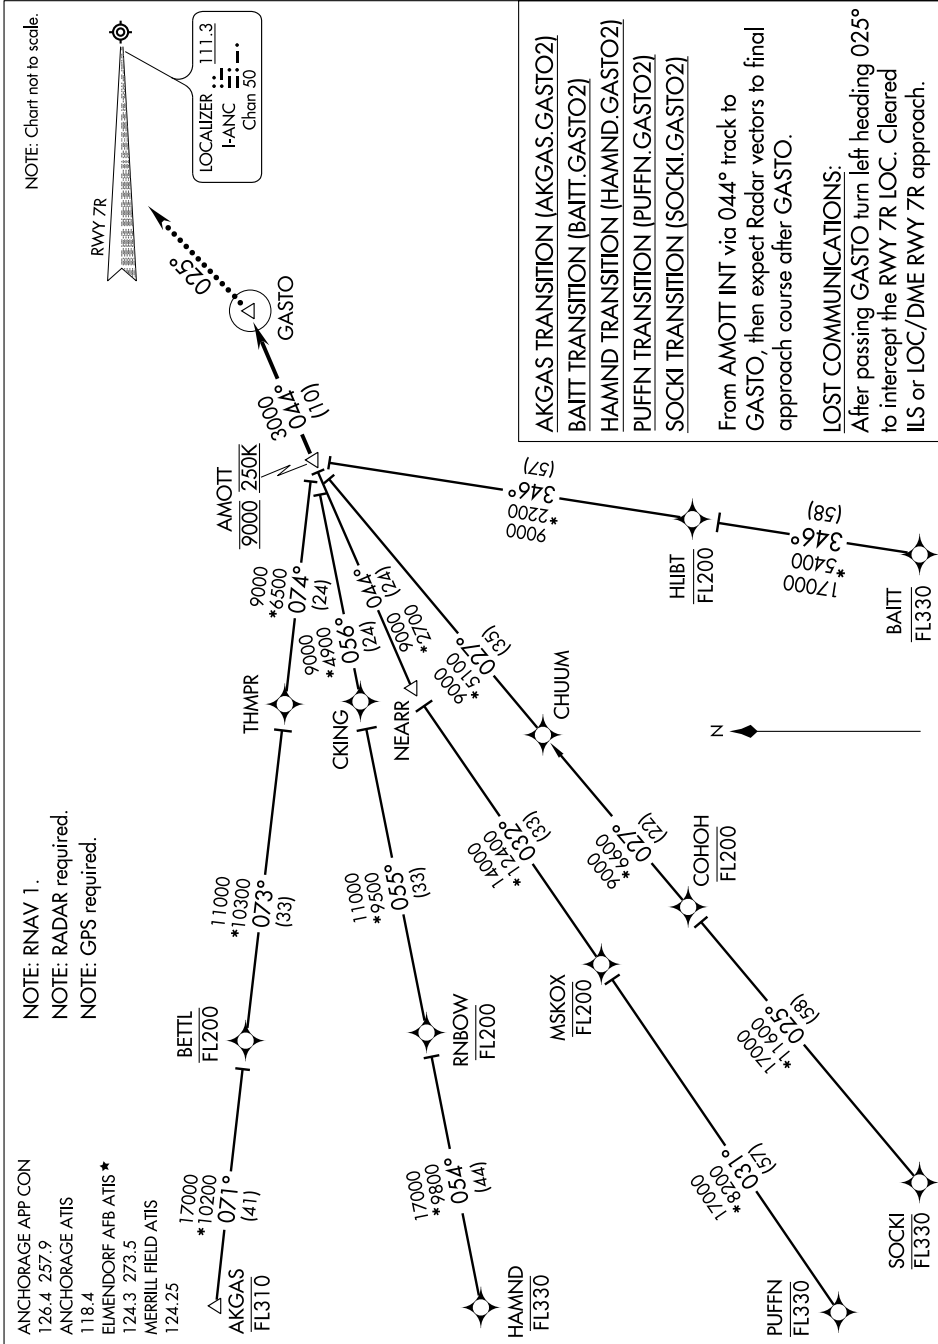 ANCHORAGE APP CON
126.4 257.9
ANCHORAGE ATIS
118.4
ELMENDORF AFB ATIS★
124.3 273.5
MERRILL FIELD ATIS
124.25
NOTE: RNAV 1.
NOTE: RADAR required.
NOTE: GPS required.
NOTE: Chart not to scale.
RWY 7R
LOCALIZER 111.3
I-ANC
Chan 50
025°
GASTO
3000
044°
(10)
AMOTT
9000 250K
9000
*6500
074°
(24)
THMPR
11000
*10300
073°
(33)
BETTL
FL200
17000
*10200
071°
(41)
AKGAS
FL310
9000
*4900
056°
(24)
CKING
11000
*9500
055°
(33)
RNBOW
FL200
17000
*9800
054°
(44)
HAMND
FL330
044°
(24)
9000
*2700
NEARR
14000
*12400
032°
(33)
MSKOX
FL200
17000
*8200
031°
(57)
PUFFN
FL330
9000
*5100
027°
(35)
CHUUM
9000
*6600
027°
(22)
COHOH
FL200
17000
*11600
025°
(58)
SOCKI
FL330
(57)
346°
*2200
9000
HLIBT
FL200
(58)
346°
*5400
17000
BAITT
FL330
N
AKGAS TRANSITION (AKGAS.GASTO2)
BAITT TRANSITION (BAITT.GASTO2)
HAMND TRANSITION (HAMND.GASTO2)
PUFFN TRANSITION (PUFFN.GASTO2)
SOCKI TRANSITION (SOCKI.GASTO2)
From AMOTT INT via 044° track to
GASTO, then expect Radar vectors to final
approach course after GASTO.
LOST COMMUNICATIONS:
After passing GASTO turn left heading 025°
to intercept the RWY 7R LOC. Cleared
ILS or LOC/DME RWY 7R approach.